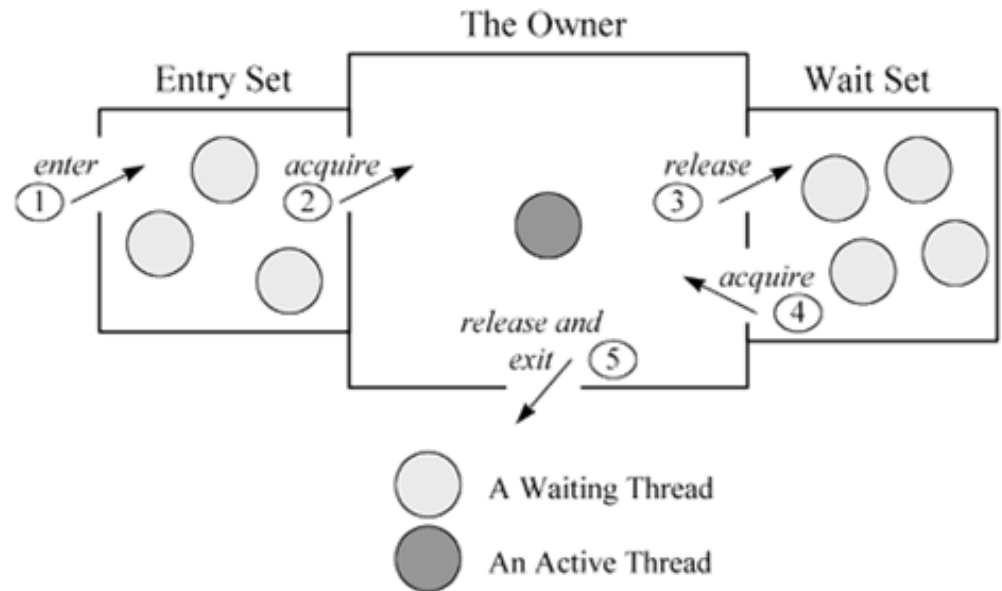 The Owner
Entry Set
Wait Set
enter
1
acquire
2
release
3
acquire
4
release and
exit
5
A Waiting Thread
An Active Thread